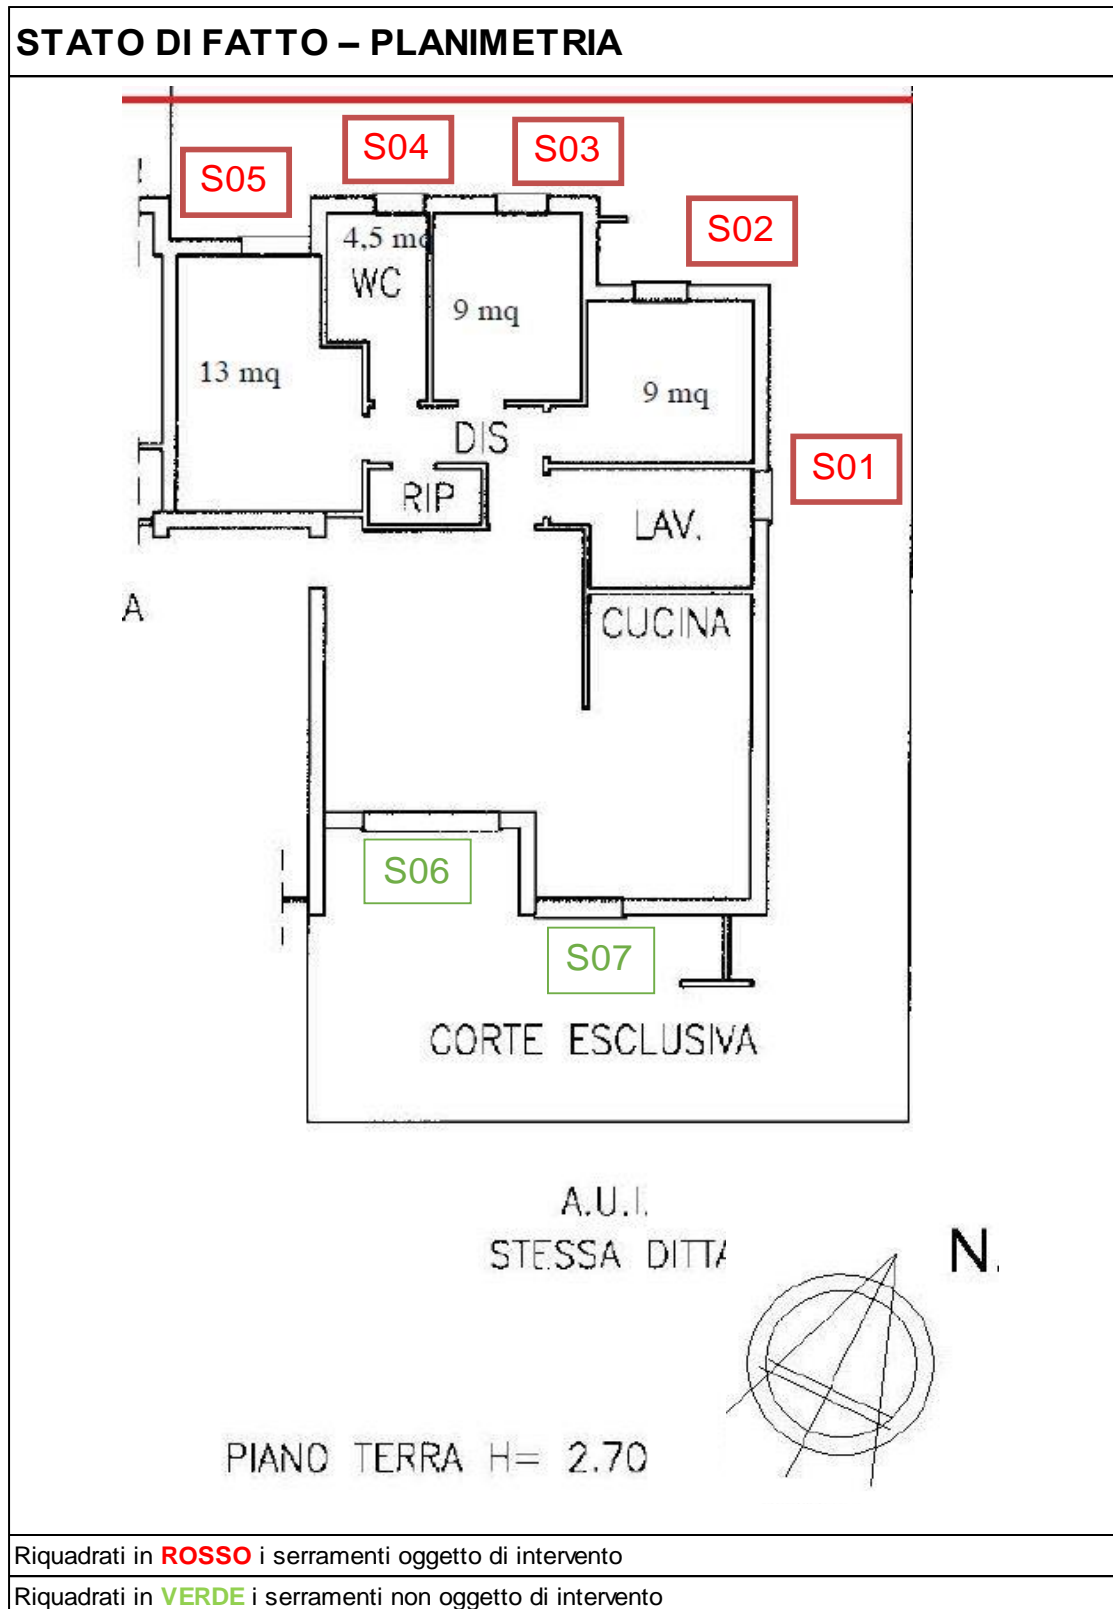 STATO DI FATTO – PLANIMETRIA
S04
S03
S05
S02
4,5 mq
WC
9 mq
13 mq
9 mq
DIS
S01
RIP
LAV.
A
CUCINA
S06
S07
CORTE ESCLUSIVA
A.U.I.
STESSA DITTA
N.
PIANO TERRA H= 2.70
Riquadrati in ROSSO i serramenti oggetto di intervento
Riquadrati in VERDE i serramenti non oggetto di intervento